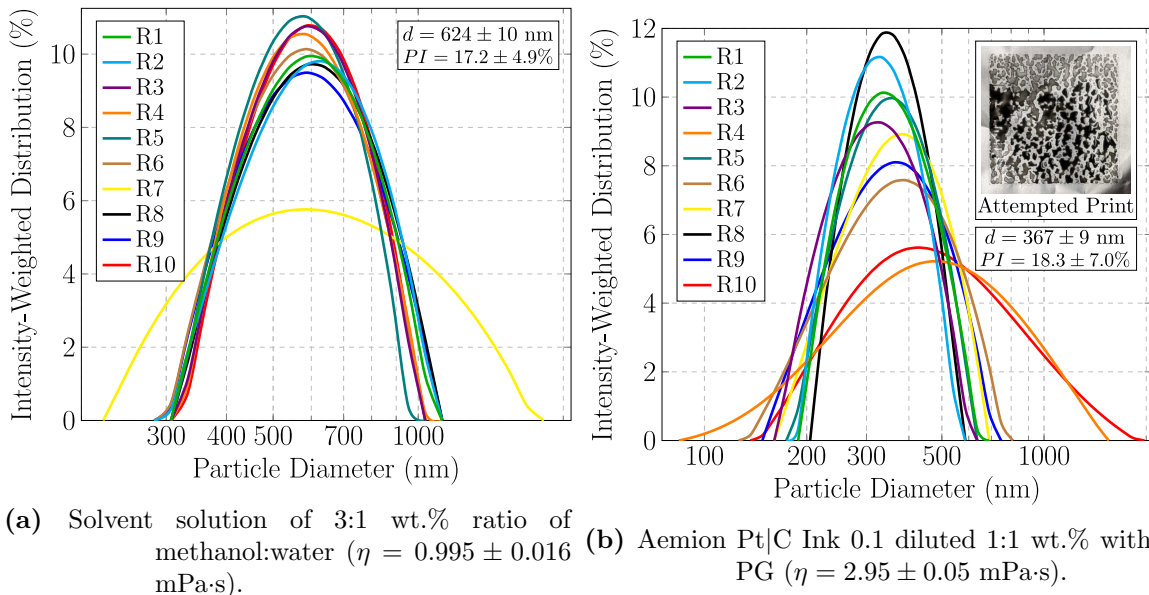 Intensity-Weighted Distribution (%)
10
8
6
4
2
0
R1
R2
R3
R4
R5
R6
R7
R8
R9
R10
d = 624 ± 10 nm
PI = 17.2 ± 4.9%
300 400 500 700 1000
Particle Diameter (nm)
(a) Solvent solution of 3:1 wt.% ratio of
methanol:water (η = 0.995 ± 0.016
mPa·s).
Intensity-Weighted Distribution (%)
12
10
8
6
4
2
0
R1
R2
R3
R4
R5
R6
R7
R8
R9
R10
Attempted Print
d = 367 ± 9 nm
PI = 18.3 ± 7.0%
100 200 300 500 1000
Particle Diameter (nm)
(b) Aemion Pt|C Ink 0.1 diluted 1:1 wt.% with
PG (η = 2.95 ± 0.05 mPa·s).